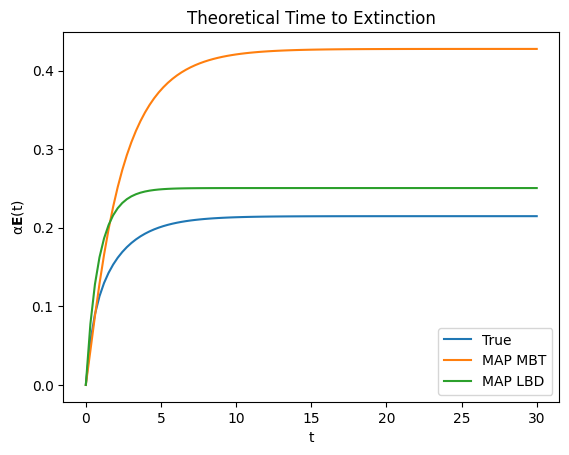 Theoretical Time to Extinction
α𝐄(t)
0.4
0.3
0.2
0.1
0.0
0 5 10 15 20 25 30
t
True
MAP MBT
MAP LBD